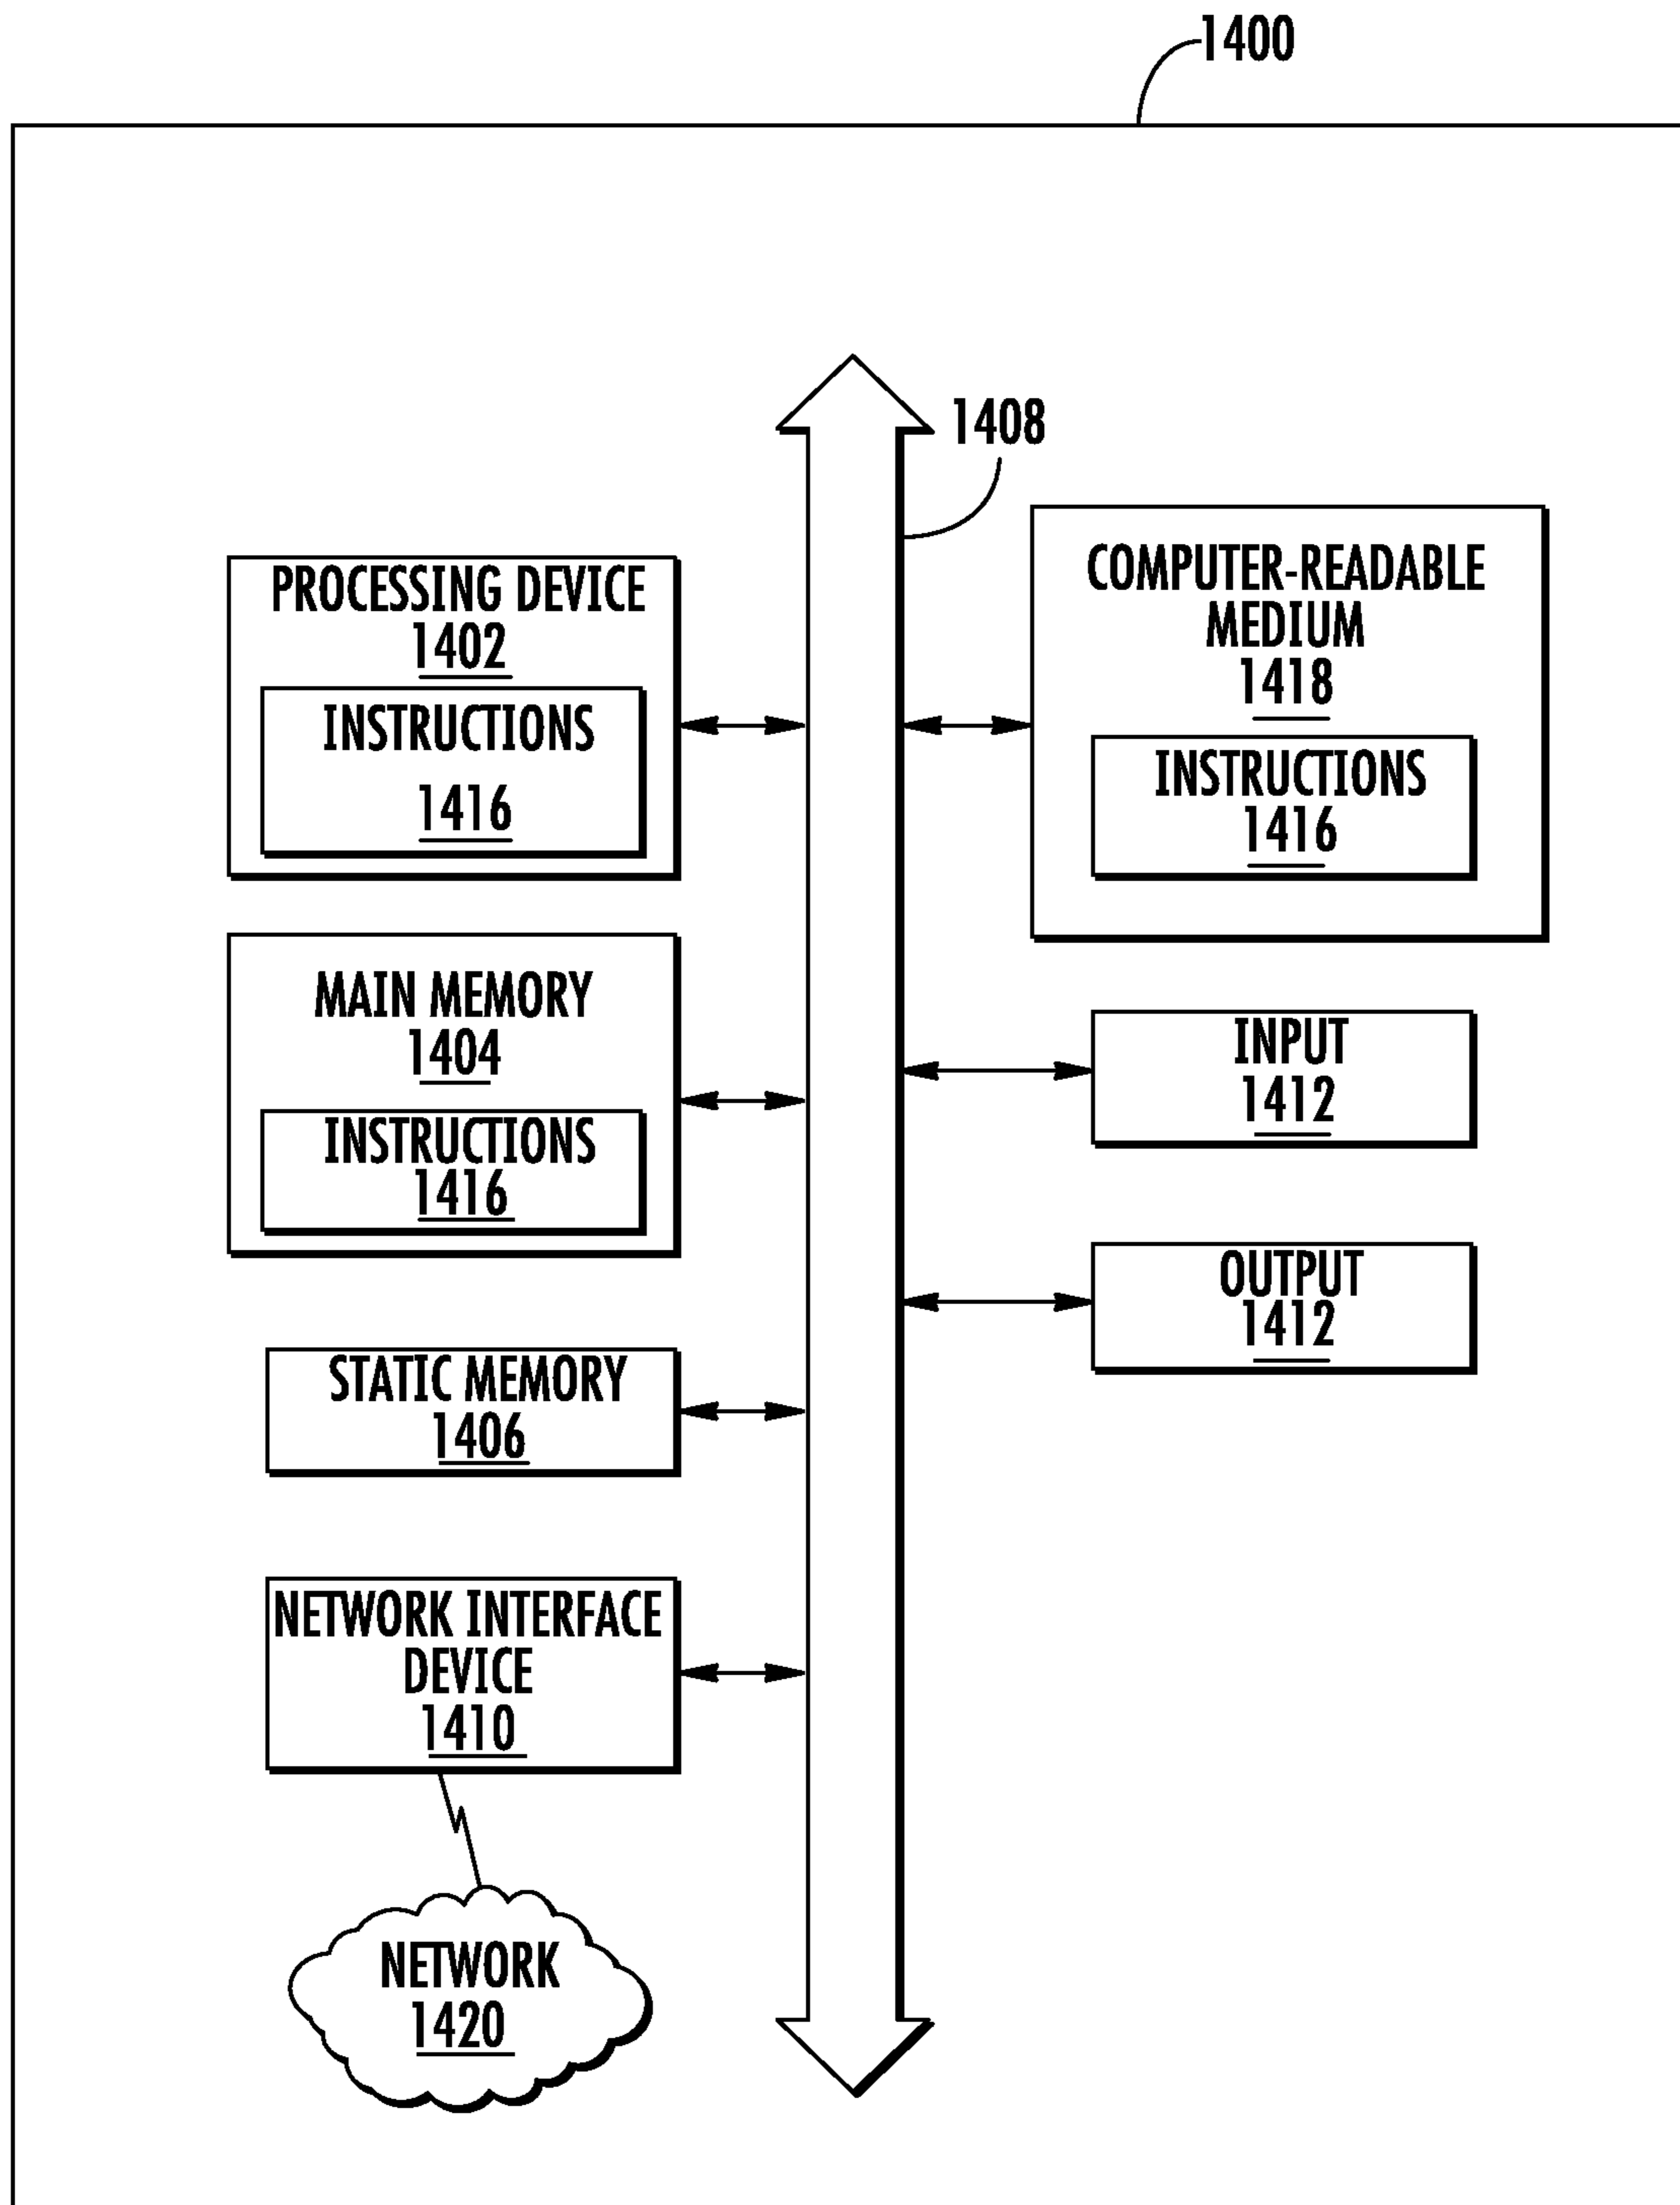 1400
1408
PROCESSING DEVICE
1402
INSTRUCTIONS
1416
MAIN MEMORY
1404
INSTRUCTIONS
1416
STATIC MEMORY
1406
NETWORK INTERFACE
DEVICE
1410
NETWORK
1420
COMPUTER-READABLE
MEDIUM
1418
INSTRUCTIONS
1416
INPUT
1412
OUTPUT
1412